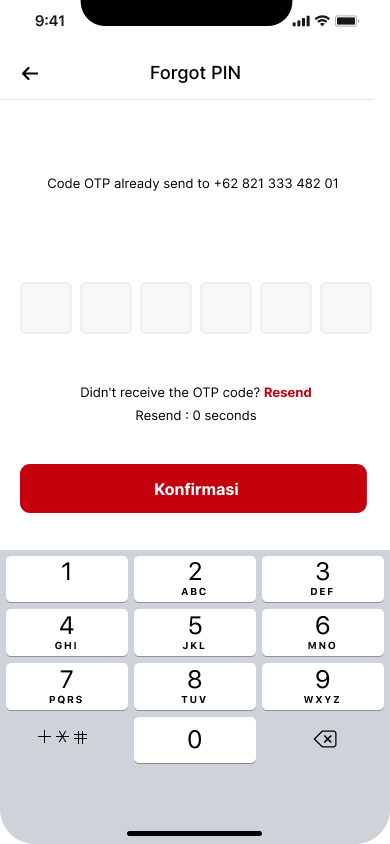 9:41
Forgot PIN
Code OTP already send to +62 821 333 482 01
Didn't receive the OTP code? Resend
Resend : 0 seconds
Konfirmasi
1 2 3
ABC DEF
4 5 6
GHI JKL MNO
7 8 9
PQRS TUV WXYZ
+ * # 0